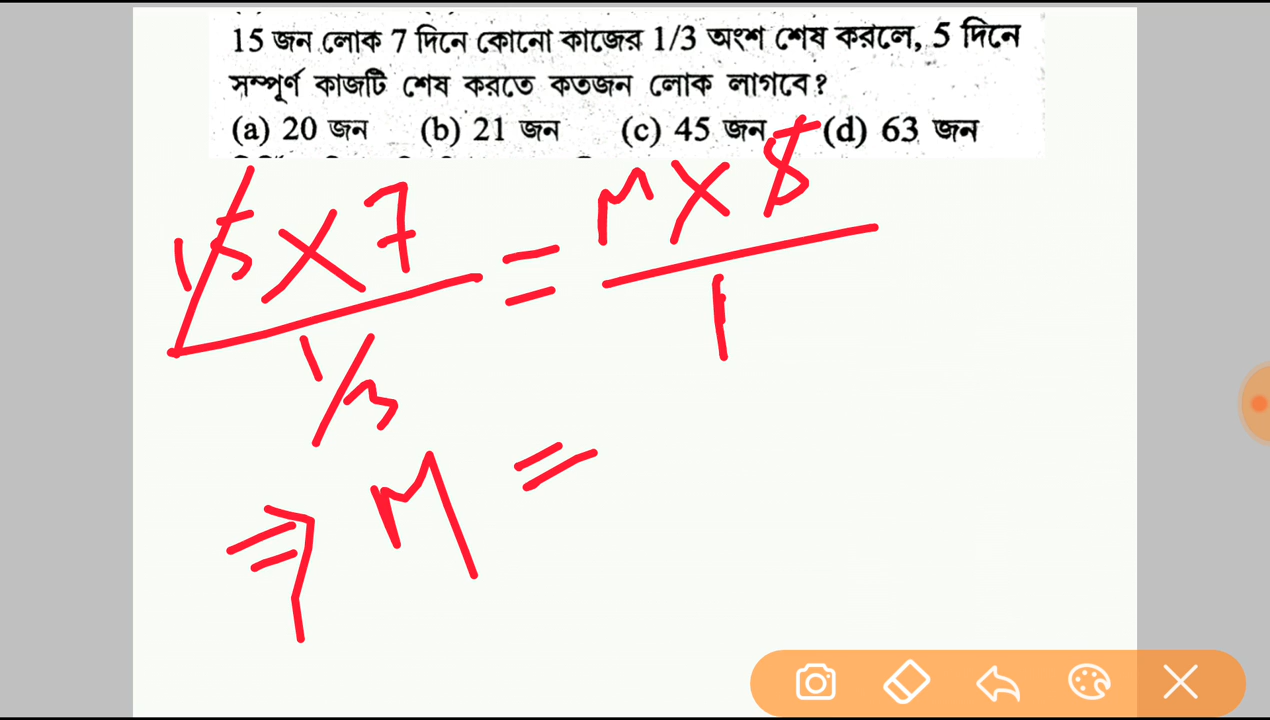 15 জন লোক 7 দিনে কোনো কাজের 1/3 অংশ শেষ করলে, 5 দিনে
সম্পূর্ণ কাজটি শেষ করতে কতজন লোক লাগবে?
(a) 20 জন (b) 21 জন (c) 45 জন (d) 63 জন
15 × 7 = M × 5
1/3 1
⇒ M =